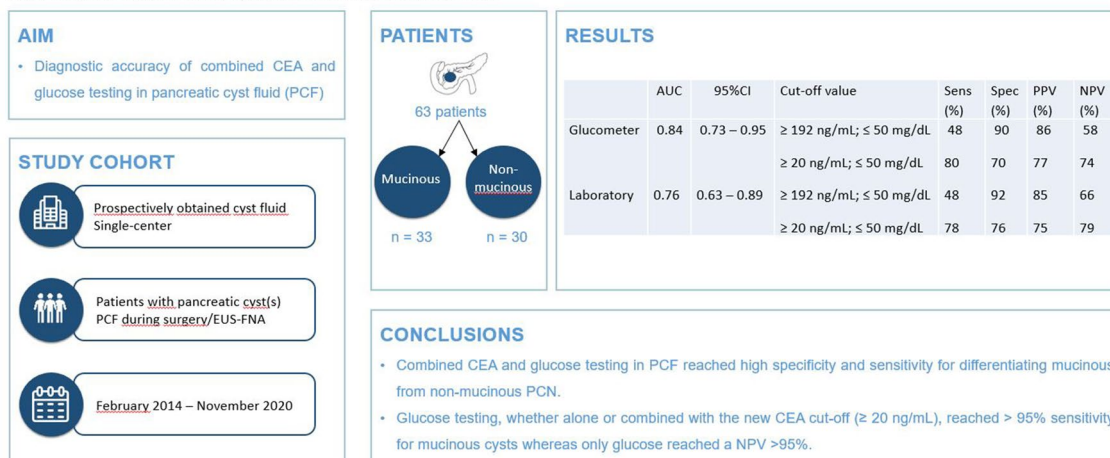 AIM
• Diagnostic accuracy of combined CEA and
glucose testing in pancreatic cyst fluid (PCF)
STUDY COHORT
Prospectively obtained cyst fluid
Single-center
Patients with pancreatic cyst(s)
PCF during surgery/EUS-FNA
February 2014 – November 2020
PATIENTS
63 patients
Mucinous
Non-
mucinous
n = 33
n = 30
RESULTS
AUC 95%CI Cut-off value Sens (%) Spec (%) PPV (%) NPV (%)
Glucometer 0.84 0.73 – 0.95 ≥ 192 ng/mL; ≤ 50 mg/dL 48 90 86 58
≥ 20 ng/mL; ≤ 50 mg/dL 80 70 77 74
Laboratory 0.76 0.63 – 0.89 ≥ 192 ng/mL; ≤ 50 mg/dL 48 92 85 66
≥ 20 ng/mL; ≤ 50 mg/dL 78 76 75 79
CONCLUSIONS
• Combined CEA and glucose testing in PCF reached high specificity and sensitivity for differentiating mucinous
from non-mucinous PCN.
• Glucose testing, whether alone or combined with the new CEA cut-off (≥ 20 ng/mL), reached > 95% sensitivity
for mucinous cysts whereas only glucose reached a NPV >95%.